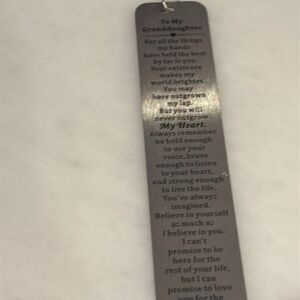 To My
Granddaughter
For all the things
my hands
have held the best
by far is you.
Your existence
makes my
world brighter.
You may
have outgrown
my lap.
But you will
never outgrow
My Heart.
Always remember
be bold enough
to use your
voice, brave
enough to listen
to your heart,
and strong enough
to live the life.
You've always
imagined.
Believe in yourself
as much as
I believe in you.
I can't
promise to be
here for the
rest of your life,
but I can
promise to love
you for the